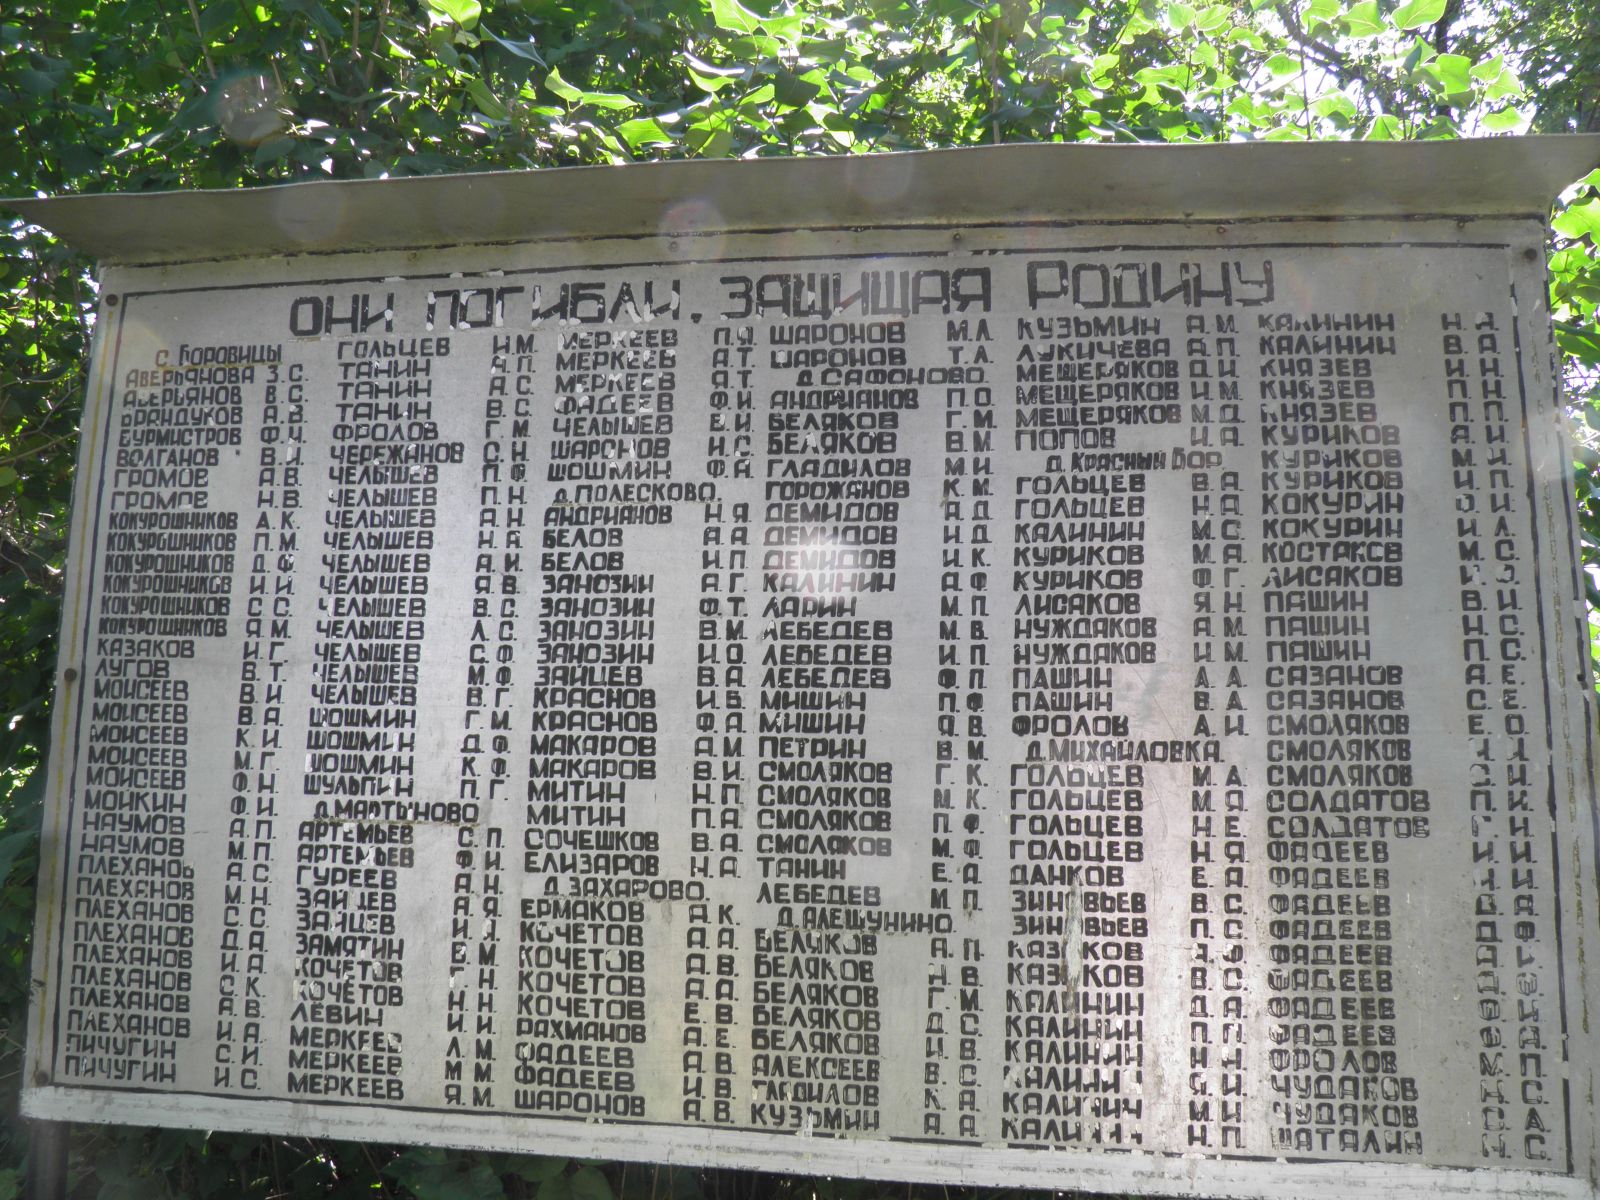 ОНИ ПОГИБЛИ, ЗАЩИЩАЯ РОДИНУ
с. Боровицы
АВЕРЬЯНОВА З.С.
АВЕРЬЯНОВ В.С.
БРАНДУКОВ А.В.
БУРМИСТРОВ Ф.И.
ВОЛГАНОВ В.И.
ГРОМОВ А.В.
ГРОМОВ Н.В.
КОКУРОШНИКОВ А.К.
КОКУРОШНИКОВ П.М.
КОКУРОШНИКОВ Д.Ф.
КОКУРОШНИКОВ И.И.
КОКУРОШНИКОВ С.С.
КОКУРОШНИКОВ Я.М.
КАЗАКОВ И.Г.
ЛУГОВ В.Т.
МОИСЕЕВ В.И.
МОИСЕЕВ В.А.
МОИСЕЕВ К.И.
МОИСЕЕВ М.Г.
МОИСЕЕВ Ф.Н.
МОИКИН Ф.И.
НАУМОВ А.П.
НАУМОВ М.П.
ПЛЕХАНОВ А.С.
ПЛЕХАНОВ М.Н.
ПЛЕХАНОВ С.С.
ПЛЕХАНОВ Д.А.
ПЛЕХАНОВ И.А.
ПЛЕХАНОВ С.К.
ПЛЕХАНОВ А.В.
ПЛЕХАНОВ И.А.
ПИЧУГИН С.И.
ПИЧУГИН И.С.
ГОЛЬЦЕВ И.М.
ТАНИН А.П.
ТАНИН А.С.
ТАНИН В.С.
ФРОЛОВ Г.М.
ЧЕРЕЖАНОВ С.Н.
ЧЕЛЫШЕВ П.Ф.
ЧЕЛЫШЕВ П.Н.
ЧЕЛЫШЕВ А.Н.
ЧЕЛЫШЕВ Н.А.
ЧЕЛЫШЕВ А.И.
ЧЕЛЫШЕВ Я.В.
ЧЕЛЫШЕВ В.С.
ЧЕЛЫШЕВ Л.С.
ЧЕЛЫШЕВ С.Ф.
ЧЕЛЫШЕВ М.Ф.
ЧЕЛЫШЕВ В.Г.
ШОШМИН Г.М.
ШОШМИН Д.Ф.
ШОШМИН К.Ф.
ШУЛЬПИН П.Г.
Д.МАРТЫНОВО
АРТЕМЬЕВ С.П.
АРТЕМЬЕВ Ф.И.
ГУРЕЕВ А.Н.
ЗАЙЦЕВ А.Я.
ЗАЙЦЕВ И.Я.
ЗАМЯТИН В.М.
КОЧЕТОВ Г.Н.
КОЧЕТОВ Н.Н.
ЛЕВИН И.И.
МЕРКЕЕВ Л.М.
МЕРКЕЕВ М.М.
МЕРКЕЕВ Я.М.
МЕРКЕЕВ П.Я.
МЕРКЕЕВ А.Т.
МЕРКЕЕВ А.Т.
ФАДЕЕВ Ф.И.
ЧЕЛЫШЕВ В.И.
ШАРОНОВ И.С.
ШОШМИН Ф.А.
Д.ПОЛЕСКОВО.
АНДРИАНОВ Н.Я.
БЕЛОВ А.А.
БЕЛОВ И.П.
ЗАНОЗИН А.Г.
ЗАНОЗИН Ф.Т.
ЗАНОЗИН В.М.
ЗАНОЗИН И.О.
ЗАЙЦЕВ В.А.
КРАСНОВ И.Б.
КРАСНОВ Ф.А.
МАКАРОВ А.М.
МАКАРОВ В.И.
МИТИН Н.П.
МИТИН П.А.
СОЧЕШКОВ В.А.
ЕЛИЗАРОВ Н.А.
Д.ЗАХАРОВО.
ЕРМАКОВ А.К.
КОЧЕТОВ А.А.
КОЧЕТОВ А.В.
КОЧЕТОВ А.А.
КОЧЕТОВ Е.В.
РАХМАНОВ А.Е.
ФАДЕЕВ А.В.
ФАДЕЕВ И.В.
ШАРОНОВ А.В.
ШАРОНОВ М.Л.
ШАРОНОВ Т.А.
Д.САФОНОВО.
АНДРИАНОВ П.О.
БЕЛЯКОВ Г.М.
БЕЛЯКОВ В.М.
ГЛАДИЛОВ М.И.
ГОРОЖАНОВ К.М.
ДЕМИДОВ А.Д.
ДЕМИДОВ И.Д.
ДЕМИДОВ И.К.
КАЛИНИН А.Ф.
ЛАРИН М.П.
ЛЕБЕДЕВ М.В.
ЛЕБЕДЕВ И.П.
ЛЕБЕДЕВ Ф.П.
МИШИН П.Ф.
МИШИН Я.В.
ПЕТРИН В.М.
СМОЛЯКОВ Г.К.
СМОЛЯКОВ М.К.
СМОЛЯКОВ П.Ф.
СМОЛЯКОВ М.Ф.
ТАНИН Е.А.
ЛЕБЕДЕВ М.П.
Д.АЛЕШУНИНО.
БЕЛЯКОВ А.П.
БЕЛЯКОВ Н.В.
БЕЛЯКОВ Г.М.
БЕЛЯКОВ Д.С.
БЕЛЯКОВ И.В.
АЛЕКСЕЕВ В.С.
ГАДИЛОВ К.А.
КУЗЬМИН А.А.
КУЗЬМИН А.М.
ЛУКИЧЕВА А.П.
МЕЩЕРЯКОВ Д.И.
МЕЩЕРЯКОВ И.М.
МЕЩЕРЯКОВ М.Д.
ПОПОВ И.А.
Д.КРАСНЫЙ БОР
ГОЛЬЦЕВ В.А.
ГОЛЬЦЕВ Н.А.
КАЛИНИН М.С.
КУРИКОВ М.А.
КУРИКОВ Ф.Г.
ЛИСАКОВ Я.Н.
НУЖДАКОВ А.М.
НУЖДАКОВ И.М.
ПАШИН А.А.
ПАШИН В.А.
ФРОЛОВ А.И.
Д.МИХАИЛОВКА.
ГОЛЬЦЕВ М.А.
ГОЛЬЦЕВ М.Д.
ГОЛЬЦЕВ Н.Е.
ГОЛЬЦЕВ Н.Я.
ДАНКОВ Е.А.
ЗИНОВЬЕВ В.С.
ЗИНОВЬЕВ П.С.
КАЗАКОВ
КАЗАКОВ В.С.
КАЛИНИН Д.А.
КАЛИНИН П.П.
КАЛИНИН Н.Н.
КАЛИНИН Я.И.
КАЛИНИН М.И.
КАЛИНИН Н.П.
КАЛИНИН Н.А.
КАЛИНИН В.А.
КНЯЗЕВ И.Н.
КНЯЗЕВ П.Н.
КНЯЗЕВ П.П.
КУРИКОВ А.И.
КУРИКОВ М.И.
КУРИКОВ И.П.
КОКУРИН
КОКУРИН И.Л.
КОСТАКОВ М.С.
ЛИСАКОВ
ПАШИН В.И.
ПАШИН Н.С.
ПАШИН П.С.
САЗАНОВ А.Е.
САЗАНОВ С.Е.
СМОЛЯКОВ Е.О.
СМОЛЯКОВ
СМОЛЯКОВ
СОЛДАТОВ П.И.
СОЛДАТОВ Г.Н.
ФАДЕЕВ И.И.
ФАДЕЕВ
ФАДЕЕВ
ФАДЕЕВ Д.Ф.
ФАДЕЕВ
ФАДЕЕВ
ФАДЕЕВ
ФРОЛОВ М.П.
ЧУДАКОВ Н.С.
ЧУДАКОВ С.А.
ШАТАЛИН Н.С.